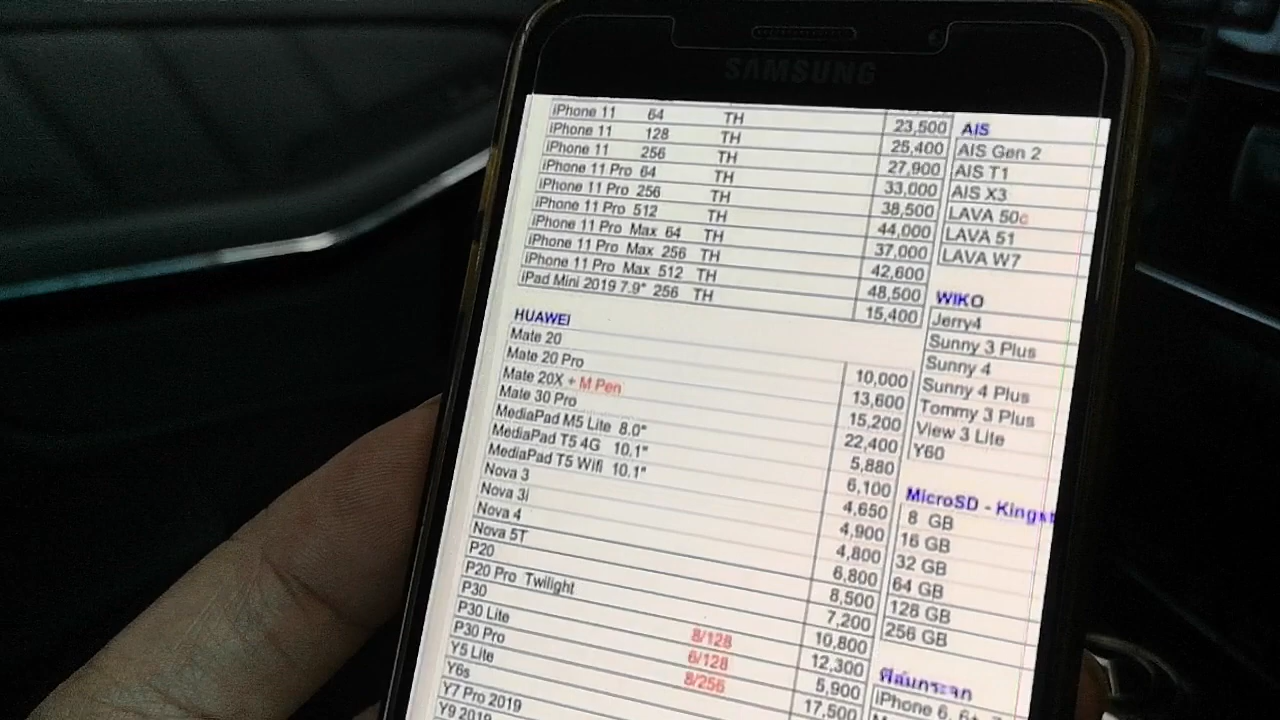 iPhone 11 64 TH 23,500
iPhone 11 128 TH 25,400
iPhone 11 256 TH 27,900
iPhone 11 Pro 64 TH 33,000
iPhone 11 Pro 256 TH 38,500
iPhone 11 Pro 512 TH 44,000
iPhone 11 Pro Max 64 TH 37,000
iPhone 11 Pro Max 256 TH 42,600
iPhone 11 Pro Max 512 TH 48,500
iPad Mini 2019 7.9" 256 TH 15,400
HUAWEI
Mate 20 10,000
Mate 20 Pro 13,600
Mate 20X + M Pen 15,200
Mate 30 Pro 22,400
MediaPad M5 Lite 8.0" 5,880
MediaPad T5 4G 10.1" 6,100
MediaPad T5 Wifi 10.1" 4,650
Nova 3 4,900
Nova 3i 4,800
Nova 4 6,800
Nova 5T 8,500
P20 7,200
P20 Pro Twilight 10,800
P30 8/128 12,300
P30 Lite 6/128 5,900
P30 Pro 8/256 17,500
Y5 Lite
Y6s
Y7 Pro 2019
Y9 2019
SAMSUNG
AIS
AIS Gen 2
AIS T1
AIS X3
LAVA 50c
LAVA 51
LAVA W7
WIKO
Jerry4
Sunny 3 Plus
Sunny 4
Sunny 4 Plus
Tommy 3 Plus
View 3 Lite
Y60
MicroSD - Kingst
8 GB
16 GB
32 GB
64 GB
128 GB
256 GB
ฟิล์มกระจก
iPhone 6, 6+, 7